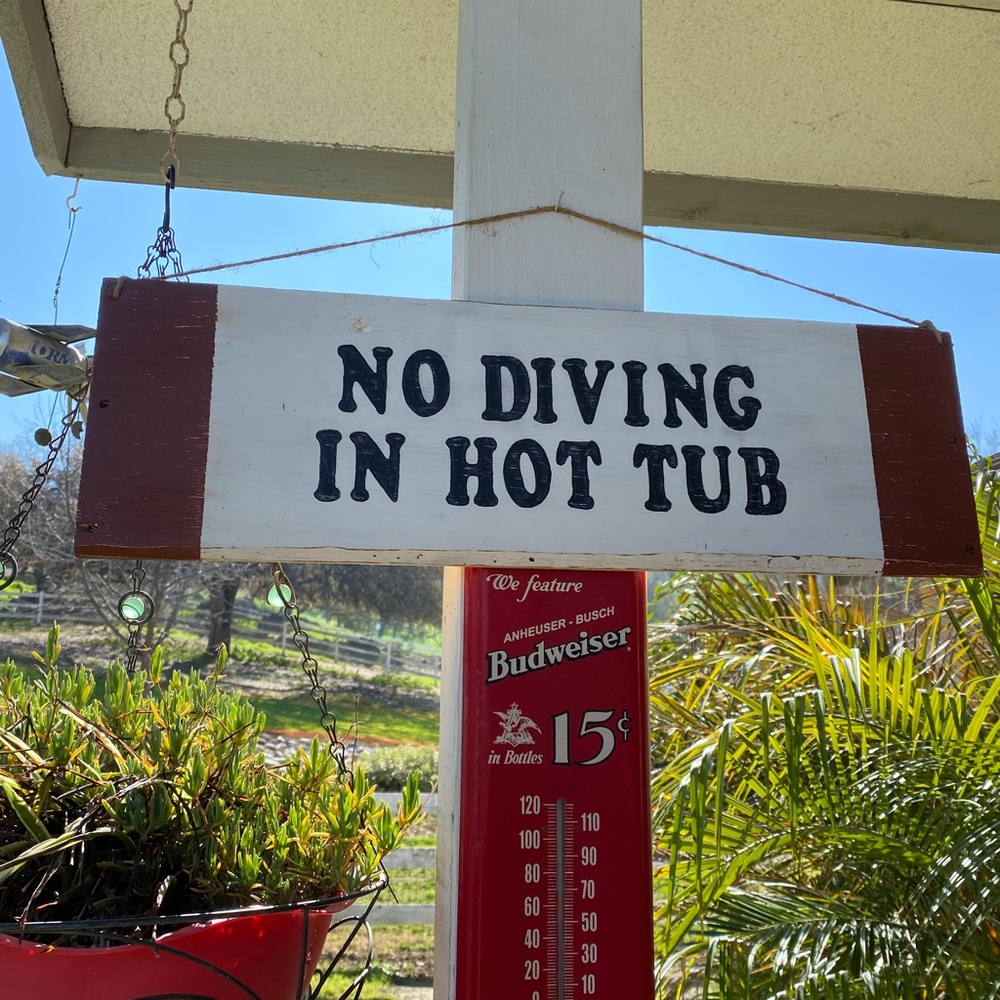 NO DIVING
IN HOT TUB
We feature
ANHEUSER-BUSCH
Budweiser
in Bottles 15¢
120
110
100
90
80
70
60
50
40
30
20
10